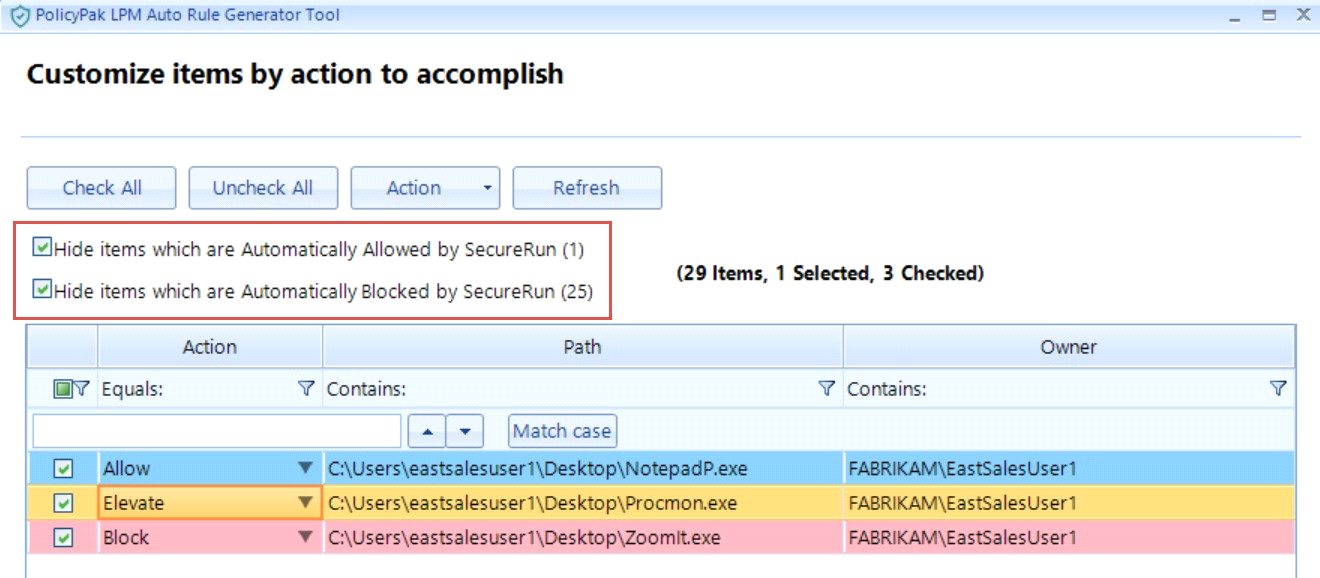 PolicyPak LPM Auto Rule Generator Tool
Customize items by action to accomplish
Check All Uncheck All Action Refresh
Hide items which are Automatically Allowed by SecureRun (1)
(29 Items, 1 Selected, 3 Checked)
Hide items which are Automatically Blocked by SecureRun (25)
Action Path Owner
Equals: Contains: Contains:
Match case
Allow C:\Users\eastsalesuser1\Desktop\NotepadP.exe FABRIKAM\EastSalesUser1
Elevate C:\Users\eastsalesuser1\Desktop\Procmon.exe FABRIKAM\EastSalesUser1
Block C:\Users\eastsalesuser1\Desktop\ZoomIt.exe FABRIKAM\EastSalesUser1